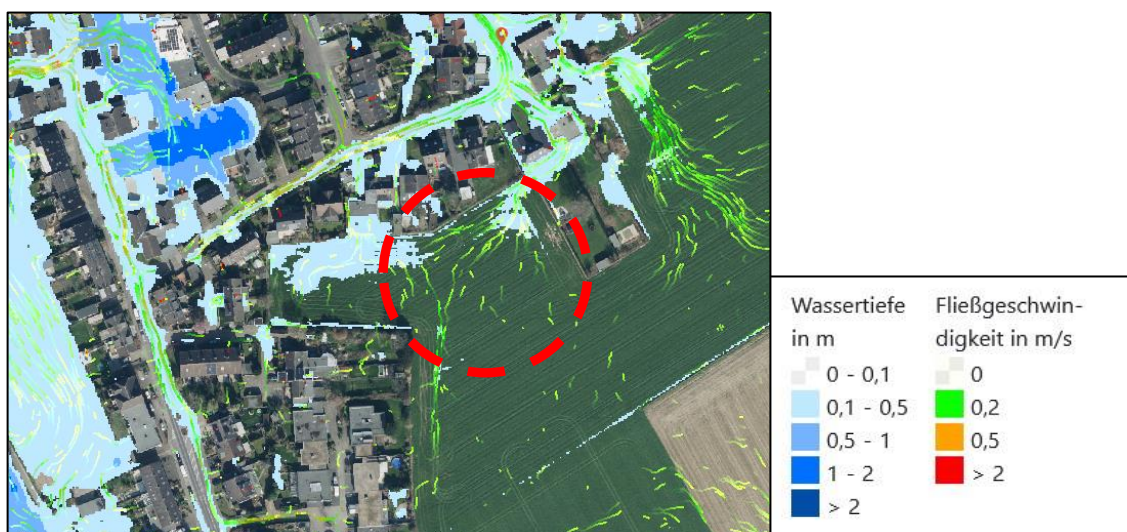 Wassertiefe
in m
0 - 0,1
0,1 - 0,5
0,5 - 1
1 - 2
> 2
Fließgeschwin-
digkeit in m/s
0
0,2
0,5
> 2